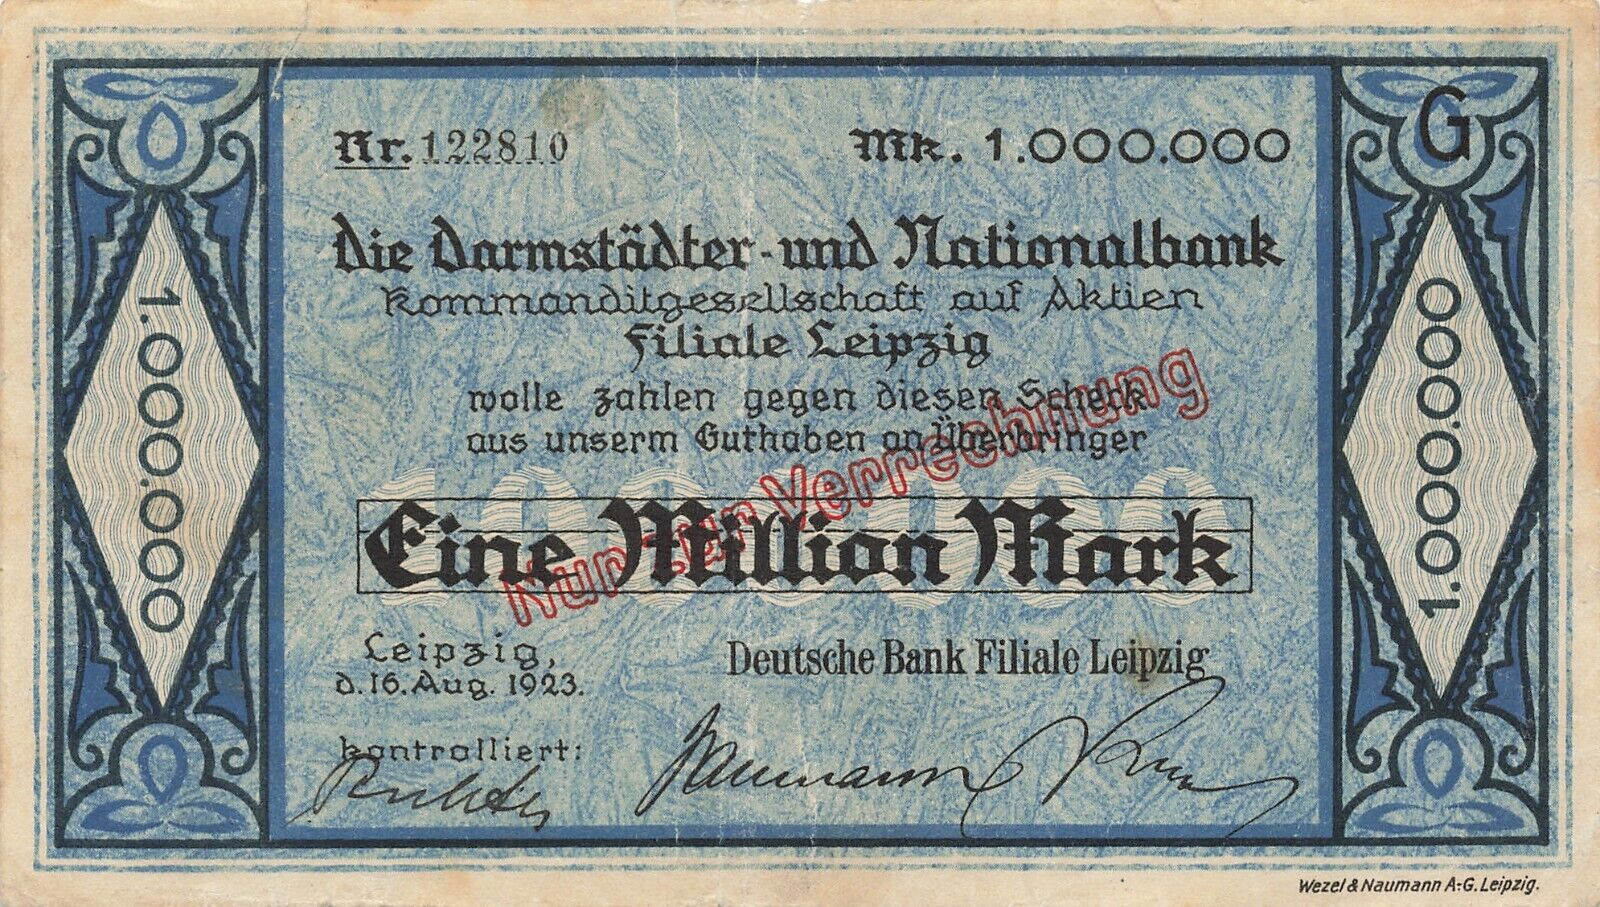 Nr. 122810
Mk. 1.000.000
G
Die Darmstädter- und Nationalbank
Kommanditgesellschaft auf Aktien
Filiale Leipzig
wolle zahlen gegen diesen Scheck
aus unserm Guthaben an Überbringer
1000000
Eine Million Mark
Nur zur Verrechnung
1.000.000
1.000.000
Leipzig,
d. 16. Aug. 1923.
Deutsche Bank Filiale Leipzig
kontrolliert:
Naumann
Wezel & Naumann A.-G. Leipzig.